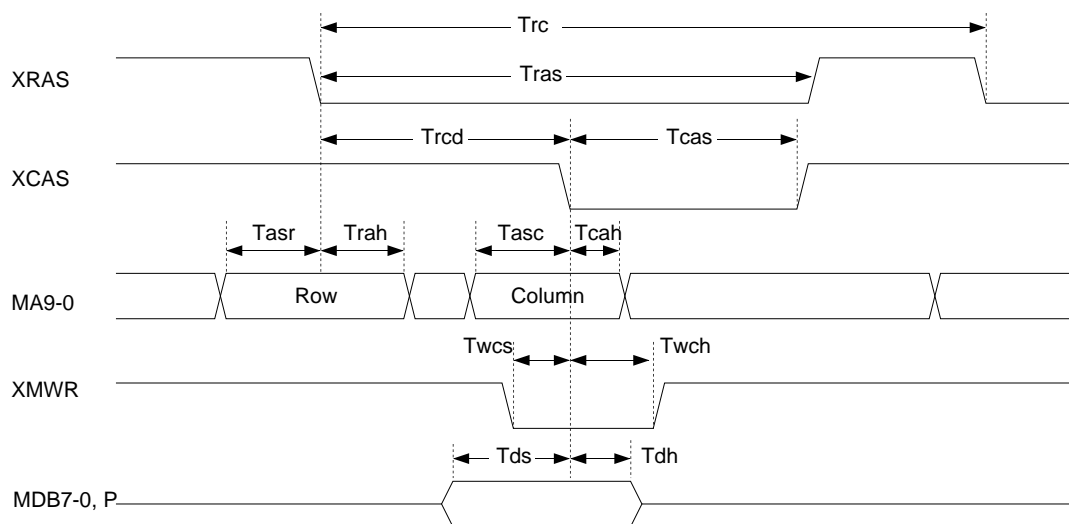 Trc
XRAS
Tras
Trcd
Tcas
XCAS
Tasr
Trah
Tasc
Tcah
MA9-0
Row
Column
Twcs
Twch
XMWR
Tds
Tdh
MDB7-0, P